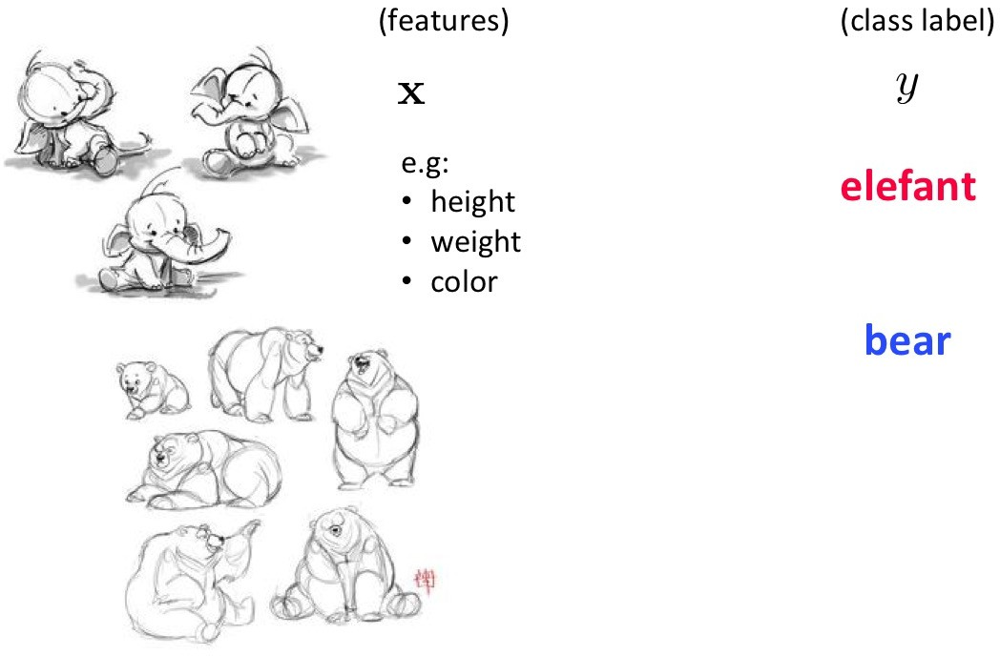 (features)
(class label)
x
y
e.g:
• height
• weight
• color
elefant
bear